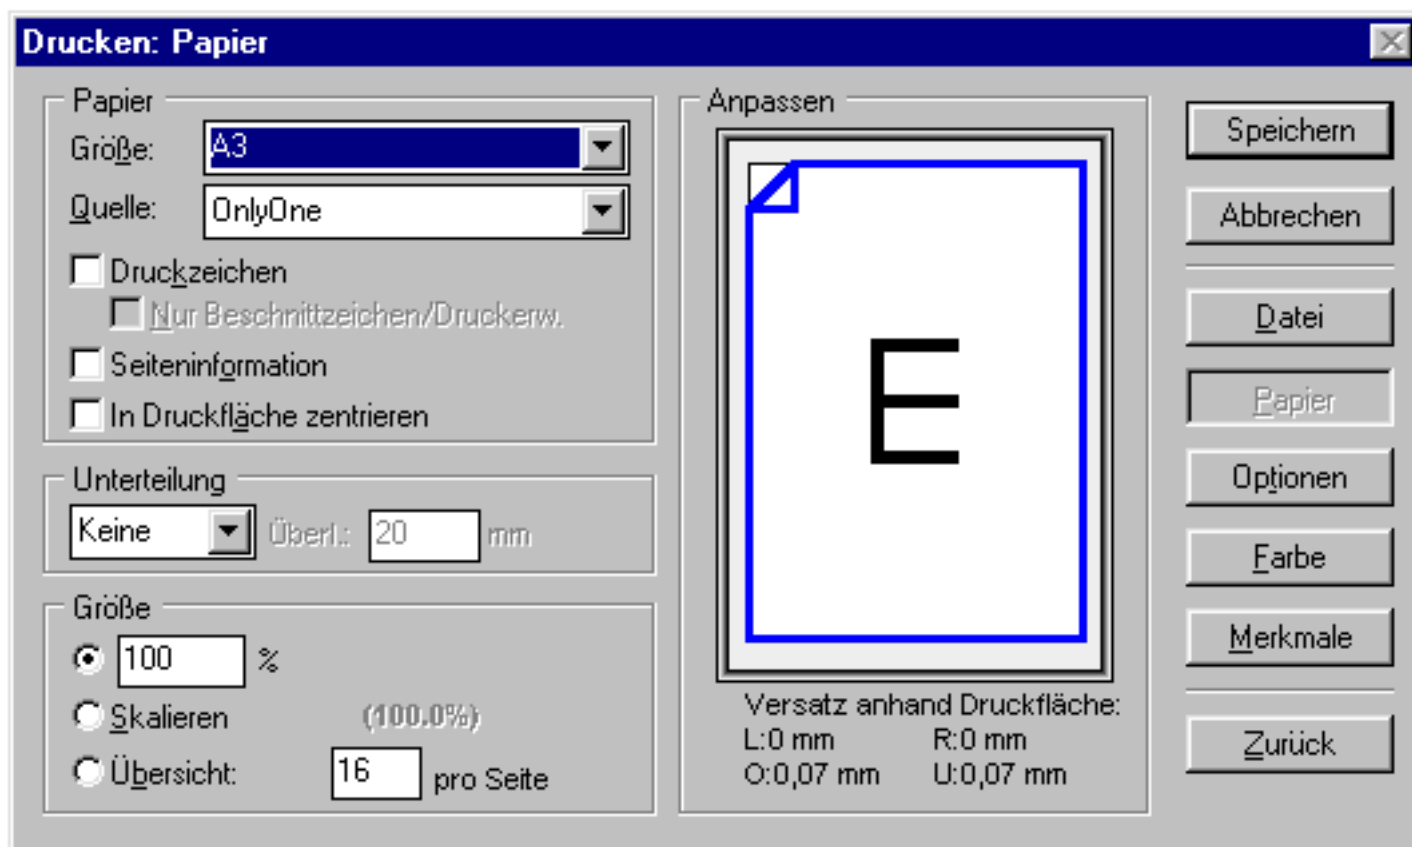 Drucken: Papier
Papier
Größe: A3
Quelle: OnlyOne
Druckzeichen
Nur Beschnittzeichen/Druckerw.
Seiteninformation
In Druckfläche zentrieren
Unterteilung
Keine Überl.: 20 mm
Größe
100 %
Skalieren (100.0%)
Übersicht: 16 pro Seite
Anpassen
E
Versatz anhand Druckfläche:
L:0 mm R:0 mm
O:0,07 mm U:0,07 mm
Speichern
Abbrechen
Datei
Papier
Optionen
Farbe
Merkmale
Zurück